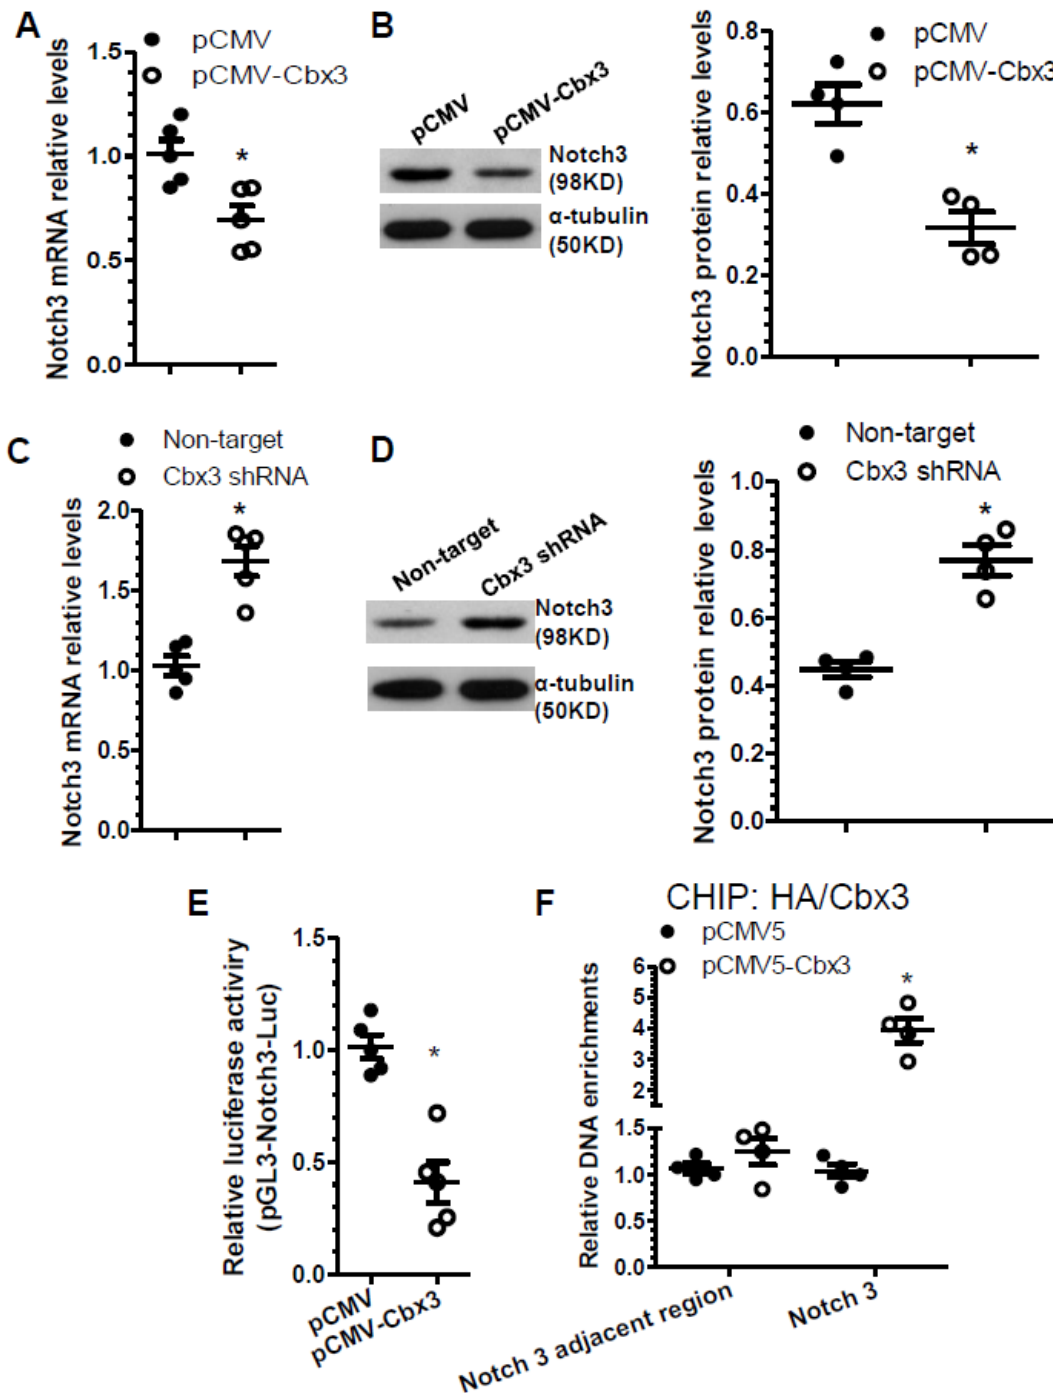 A
pCMV
pCMV-Cbx3
Notch3 mRNA relative levels
1.5
1.0
0.5
0.0
*
B
pCMV
pCMV-Cbx3
Notch3
(98KD)
α-tubulin
(50KD)
pCMV
pCMV-Cbx3
Notch3 protein relative levels
0.8
0.6
0.4
0.2
0.0
*
C
Non-target
Cbx3 shRNA
Notch3 mRNA relative levels
2.0
1.5
1.0
0.5
0.0
*
D
Non-target
Cbx3 shRNA
Notch3
(98KD)
α-tubulin
(50KD)
Non-target
Cbx3 shRNA
Notch3 protein relative levels
1.0
0.8
0.6
0.4
0.2
0.0
*
E
Relative luciferase activiry
(pGL3-Notch3-Luc)
1.5
1.0
0.5
0.0
*
pCMV
pCMV-Cbx3
F
CHIP: HA/Cbx3
pCMV5
pCMV5-Cbx3
Relative DNA enrichments
6
5
4
3
2
1.5
1.0
0.5
0.0
*
Notch 3 adjacent region
Notch 3